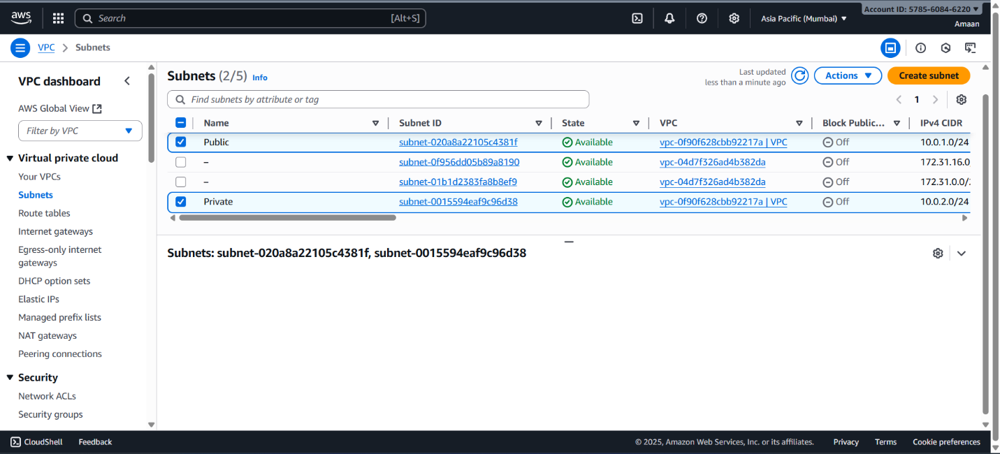 aws
Search [Alt+S]
Asia Pacific (Mumbai)
Account ID: 5785-6084-6220
Amaan
VPC Subnets
VPC dashboard
AWS Global View
Filter by VPC
Virtual private cloud
Your VPCs
Subnets
Route tables
Internet gateways
Egress-only internet
gateways
DHCP option sets
Elastic IPs
Managed prefix lists
NAT gateways
Peering connections
Security
Network ACLs
Security groups
Subnets (2/5) Info
Last updated
less than a minute ago
Actions
Create subnet
Find subnets by attribute or tag
1
Name Subnet ID State VPC Block Public... IPv4 CIDR
Public subnet-020a8a22105c4381f Available vpc-0f90f628cbb92217a | VPC Off 10.0.1.0/24
– subnet-0f956dd05b89a8190 Available vpc-04d7f326ad4b382da Off 172.31.16.0
– subnet-01b1d2383fa8b8ef9 Available vpc-04d7f326ad4b382da Off 172.31.0.0/
Private subnet-0015594eaf9c96d38 Available vpc-0f90f628cbb92217a | VPC Off 10.0.2.0/24
Subnets: subnet-020a8a22105c4381f, subnet-0015594eaf9c96d38
CloudShell Feedback © 2025, Amazon Web Services, Inc. or its affiliates. Privacy Terms Cookie preferences